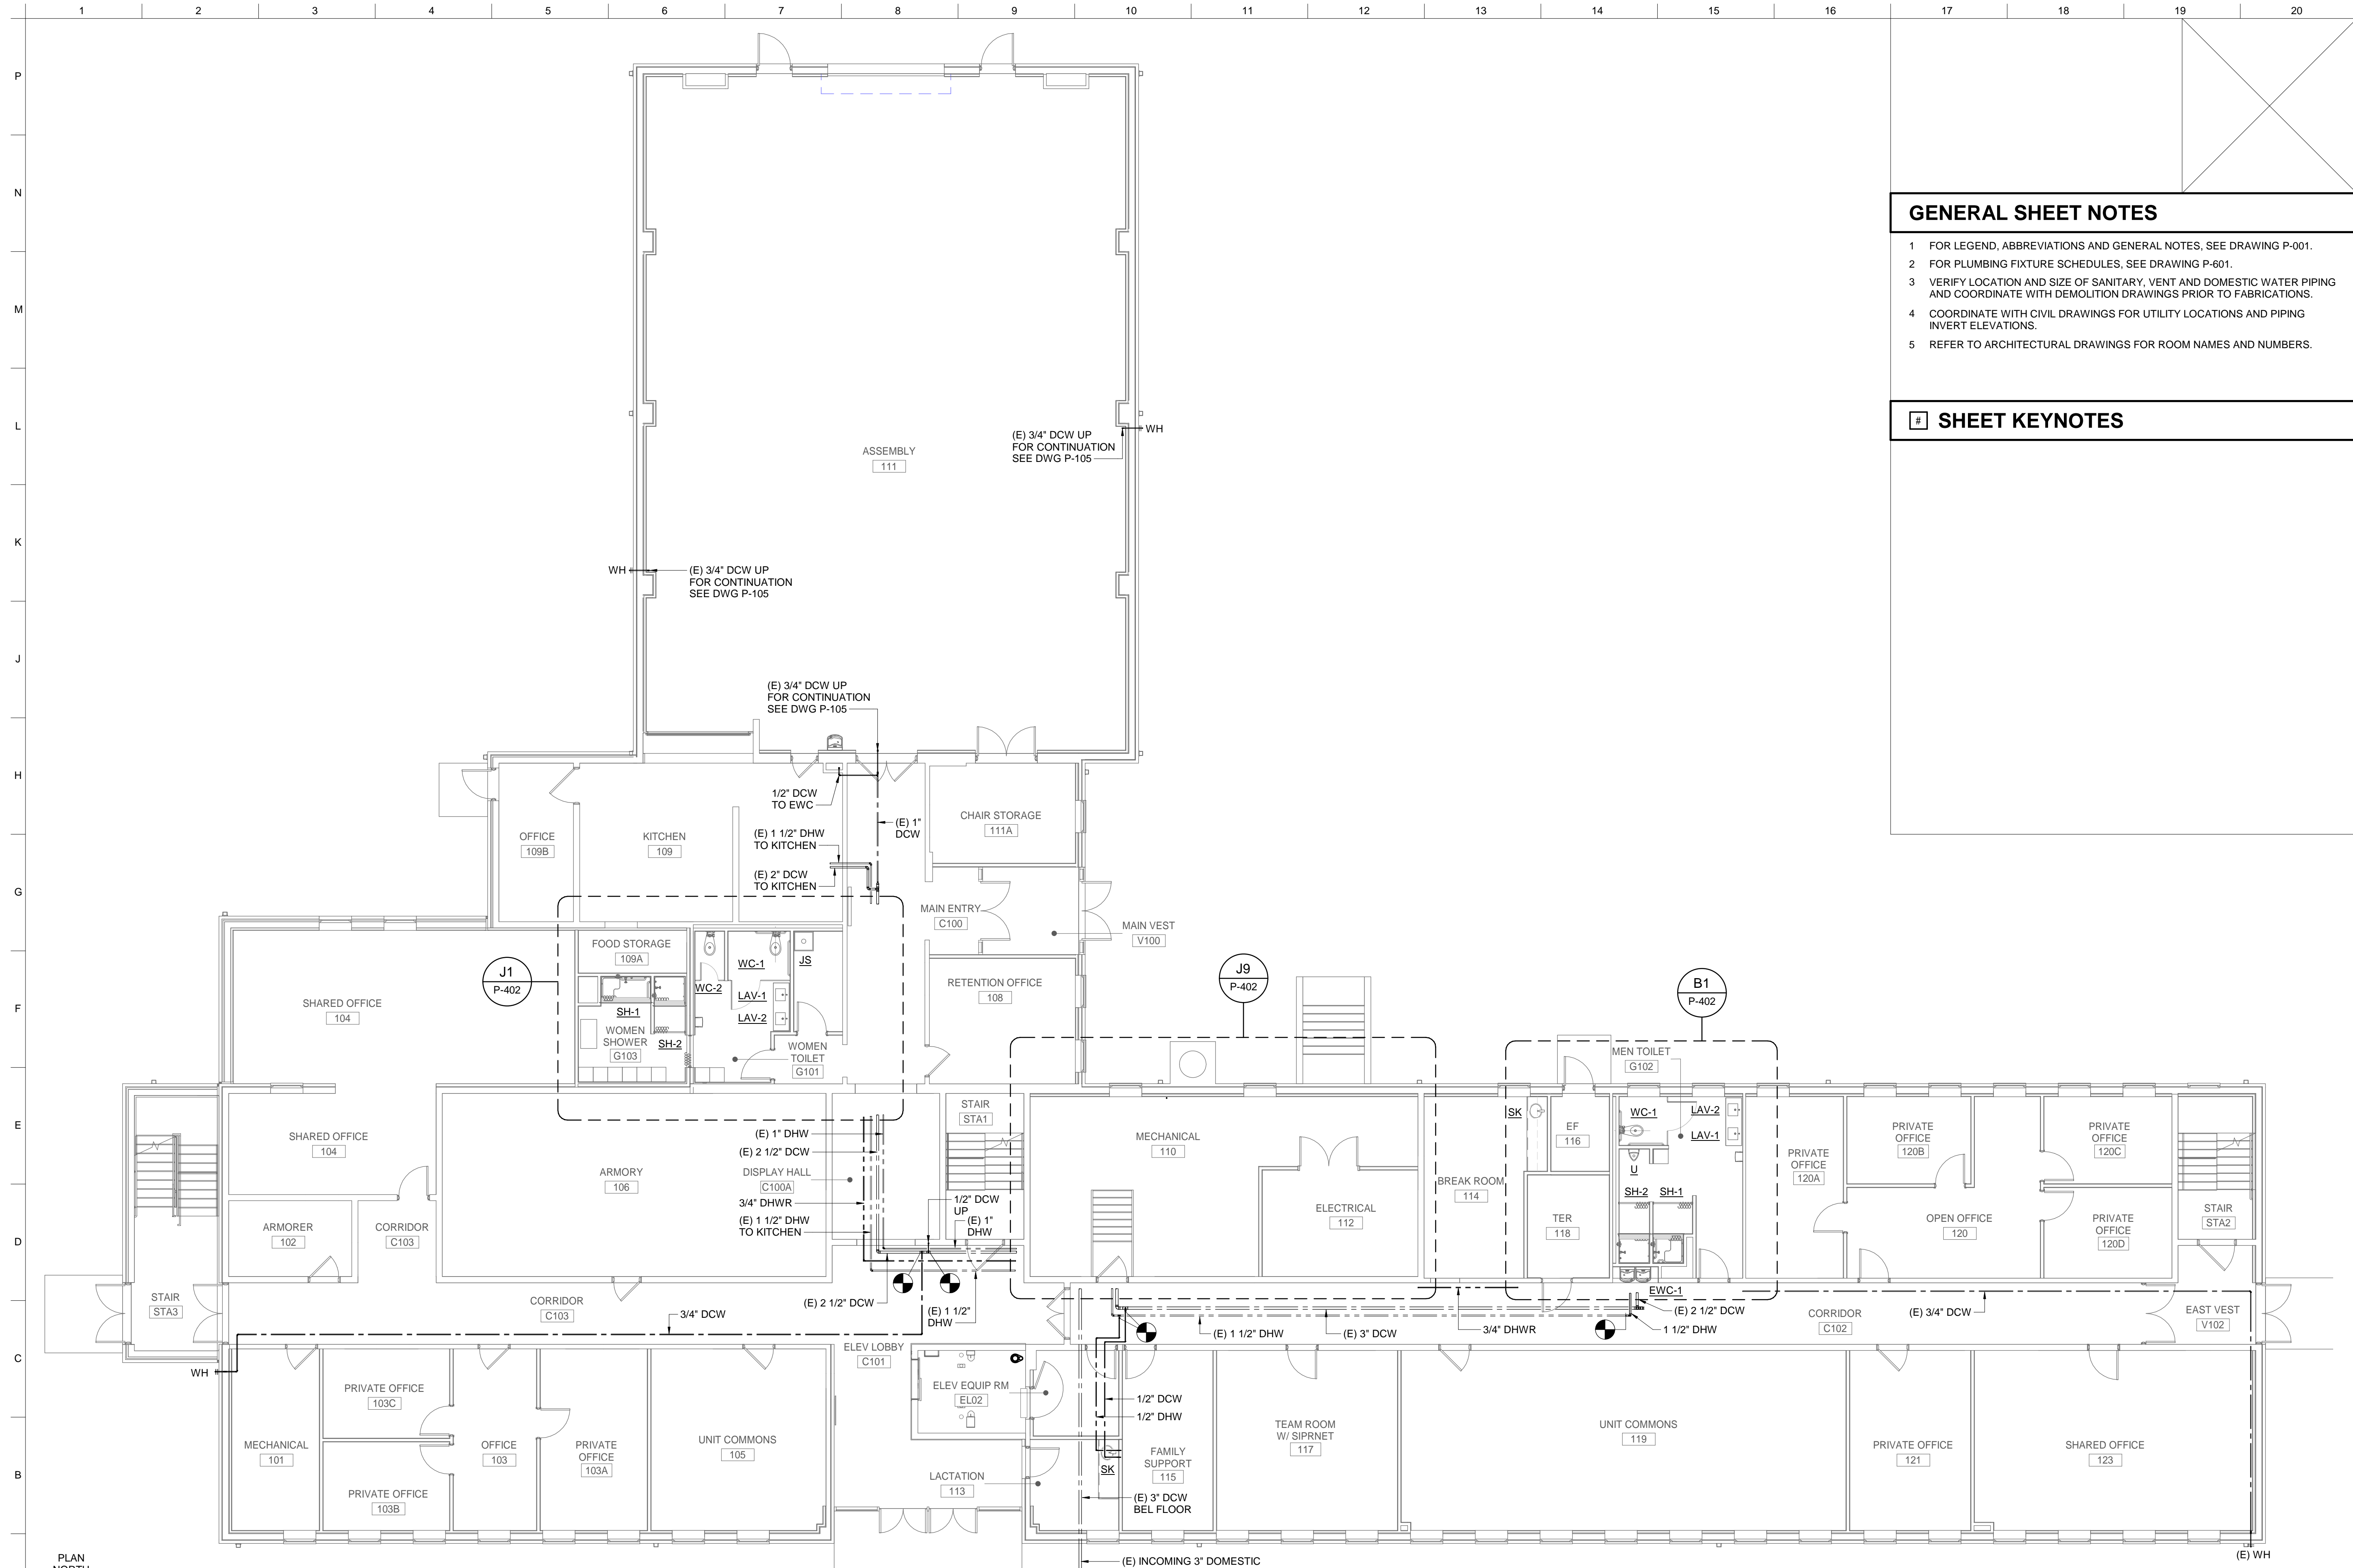 1 2 3 4 5 6 7 8 9 10 11 12 13 14 15 16 17 18 19 20
P
N
M
L
K
J
H
G
F
E
D
C
B
GENERAL SHEET NOTES
1 FOR LEGEND, ABBREVIATIONS AND GENERAL NOTES, SEE DRAWING P-001.
2 FOR PLUMBING FIXTURE SCHEDULES, SEE DRAWING P-601.
3 VERIFY LOCATION AND SIZE OF SANITARY, VENT AND DOMESTIC WATER PIPING
AND COORDINATE WITH DEMOLITION DRAWINGS PRIOR TO FABRICATIONS.
4 COORDINATE WITH CIVIL DRAWINGS FOR UTILITY LOCATIONS AND PIPING
INVERT ELEVATIONS.
5 REFER TO ARCHITECTURAL DRAWINGS FOR ROOM NAMES AND NUMBERS.
# SHEET KEYNOTES
(E) 3/4" DCW UP
FOR CONTINUATION
SEE DWG P-105
WH
ASSEMBLY
111
WH
(E) 3/4" DCW UP
FOR CONTINUATION
SEE DWG P-105
(E) 3/4" DCW UP
FOR CONTINUATION
SEE DWG P-105
1/2" DCW
TO EWC
(E) 1"
DCW
CHAIR STORAGE
111A
OFFICE
109B
KITCHEN
109
(E) 1 1/2" DHW
TO KITCHEN
(E) 2" DCW
TO KITCHEN
MAIN ENTRY
C100
MAIN VEST
V100
FOOD STORAGE
109A
J1
P-402
WC-1
JS
WC-2
LAV-1
LAV-2
RETENTION OFFICE
108
J9
P-402
B1
P-402
SHARED OFFICE
104
SH-1
WOMEN
SHOWER
G103
SH-2
WOMEN
TOILET
G101
MEN TOILET
G102
STAIR
STA1
SK
WC-1
LAV-2
LAV-1
EF
116
SHARED OFFICE
104
ARMORY
106
(E) 1" DHW
(E) 2 1/2" DCW
DISPLAY HALL
C100A
3/4" DHWR
(E) 1 1/2" DHW
TO KITCHEN
1/2" DCW
UP
(E) 1"
DHW
MECHANICAL
110
ELECTRICAL
112
BREAK ROOM
114
TER
118
U
SH-2
SH-1
PRIVATE
OFFICE
120A
PRIVATE
OFFICE
120B
PRIVATE
OFFICE
120C
OPEN OFFICE
120
PRIVATE
OFFICE
120D
STAIR
STA2
ARMORER
102
CORRIDOR
C103
STAIR
STA3
CORRIDOR
C103
3/4" DCW
(E) 2 1/2" DCW
(E) 1 1/2"
DHW
(E) 1 1/2" DHW
(E) 3" DCW
3/4" DHWR
EWC-1
(E) 2 1/2" DCW
1 1/2" DHW
CORRIDOR
C102
(E) 3/4" DCW
EAST VEST
V102
WH
ELEV LOBBY
C101
ELEV EQUIP RM
EL02
1/2" DCW
1/2" DHW
PRIVATE OFFICE
103C
MECHANICAL
101
OFFICE
103
PRIVATE
OFFICE
103A
PRIVATE OFFICE
103B
UNIT COMMONS
105
LACTATION
113
SK
FAMILY
SUPPORT
115
(E) 3" DCW
BEL FLOOR
TEAM ROOM
W/ SIPRNET
117
UNIT COMMONS
119
PRIVATE OFFICE
121
SHARED OFFICE
123
PLAN
NORTH
(E) INCOMING 3" DOMESTIC
(E) WH